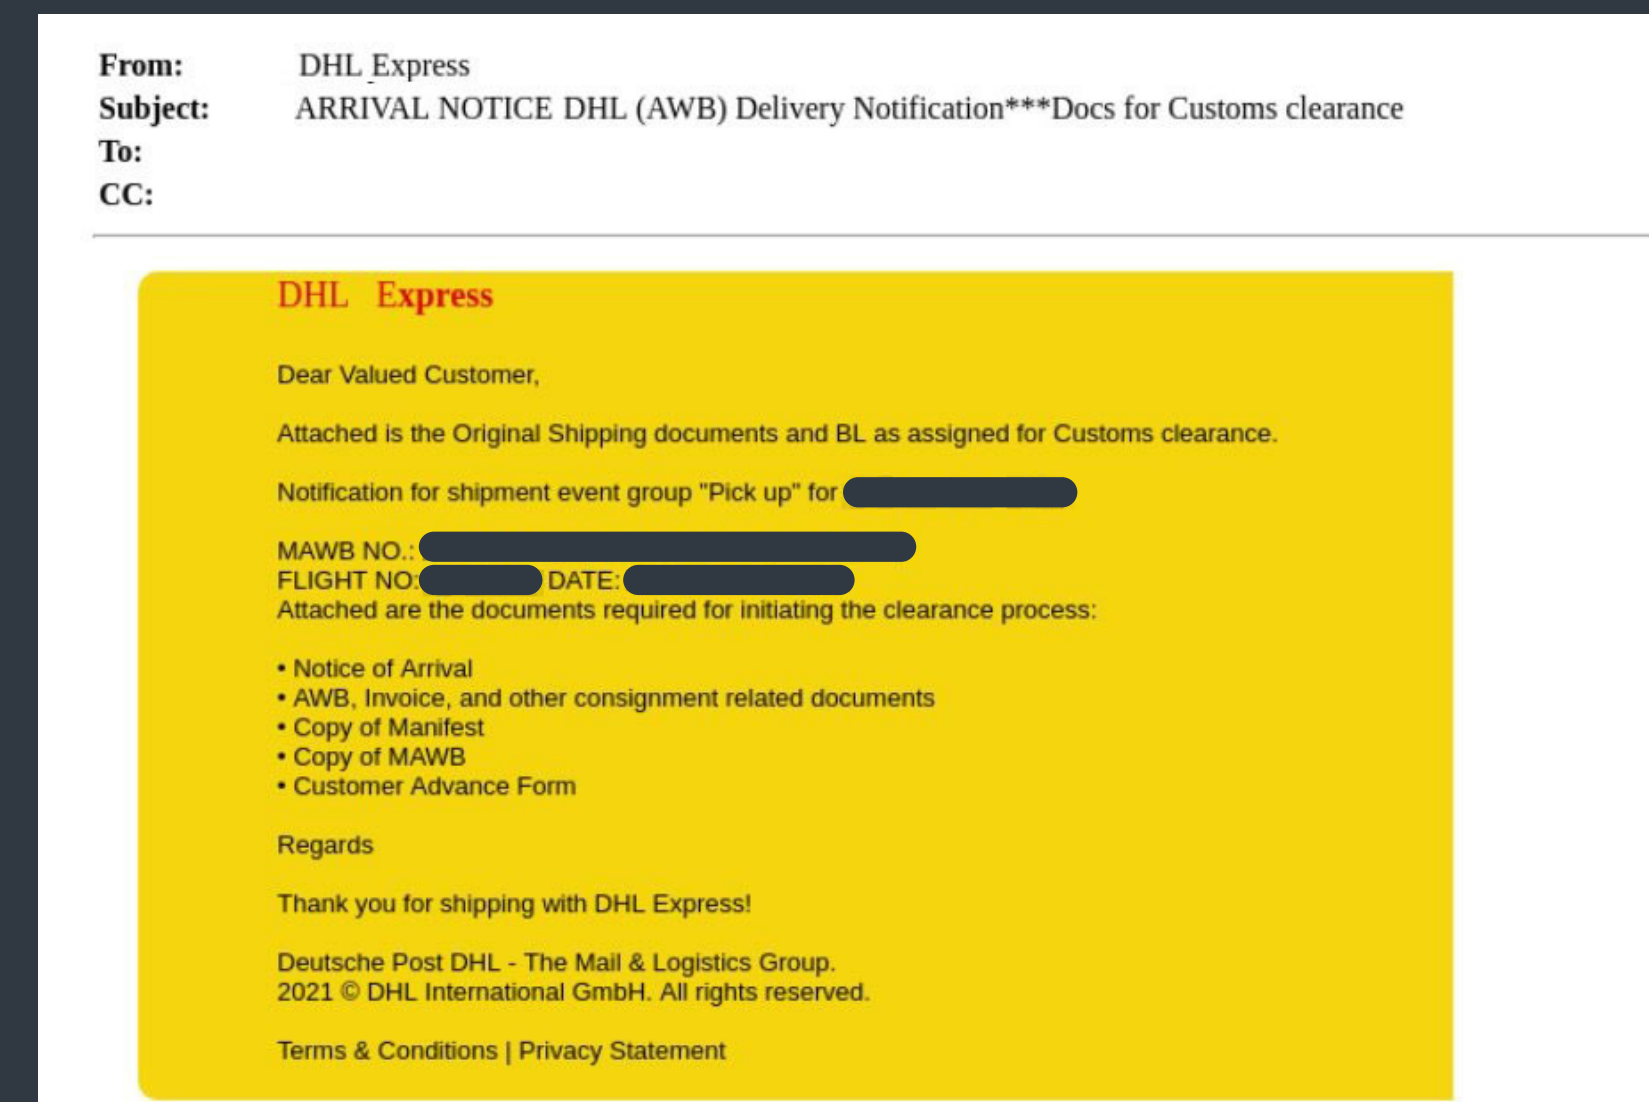 From: DHL Express
Subject: ARRIVAL NOTICE DHL (AWB) Delivery Notification***Docs for Customs clearance
To:
CC:
DHL Express
Dear Valued Customer,
Attached is the Original Shipping documents and BL as assigned for Customs clearance.
Notification for shipment event group "Pick up" for
MAWB NO.:
FLIGHT NO: DATE:
Attached are the documents required for initiating the clearance process:
• Notice of Arrival
• AWB, Invoice, and other consignment related documents
• Copy of Manifest
• Copy of MAWB
• Customer Advance Form
Regards
Thank you for shipping with DHL Express!
Deutsche Post DHL - The Mail & Logistics Group.
2021 © DHL International GmbH. All rights reserved.
Terms & Conditions | Privacy Statement